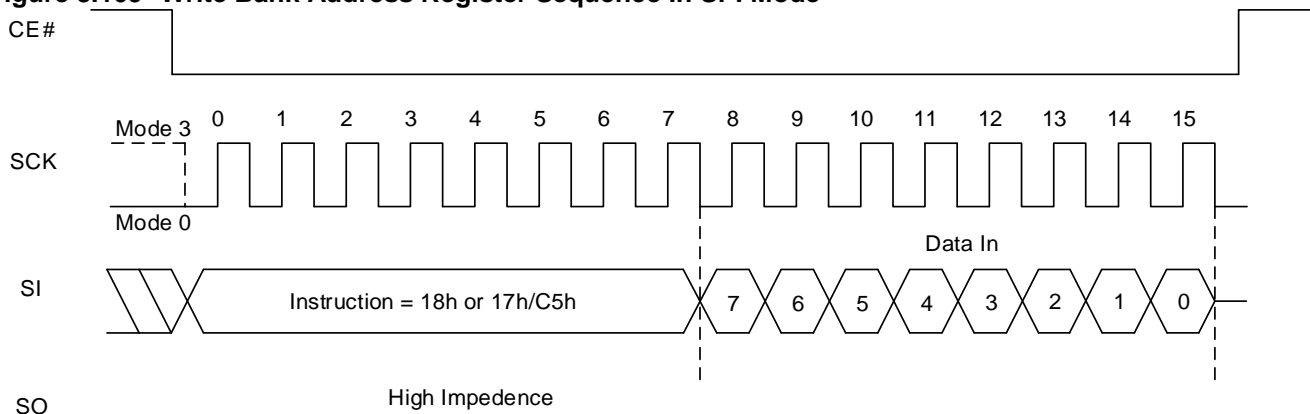 Write Bank Address Register Sequence In SPI Mode
CE#
Mode 3 0 1 2 3 4 5 6 7 8 9 10 11 12 13 14 15
SCK
Mode 0
Data In
SI
Instruction = 18h or 17h/C5h 7 6 5 4 3 2 1 0
High Impedence
SO